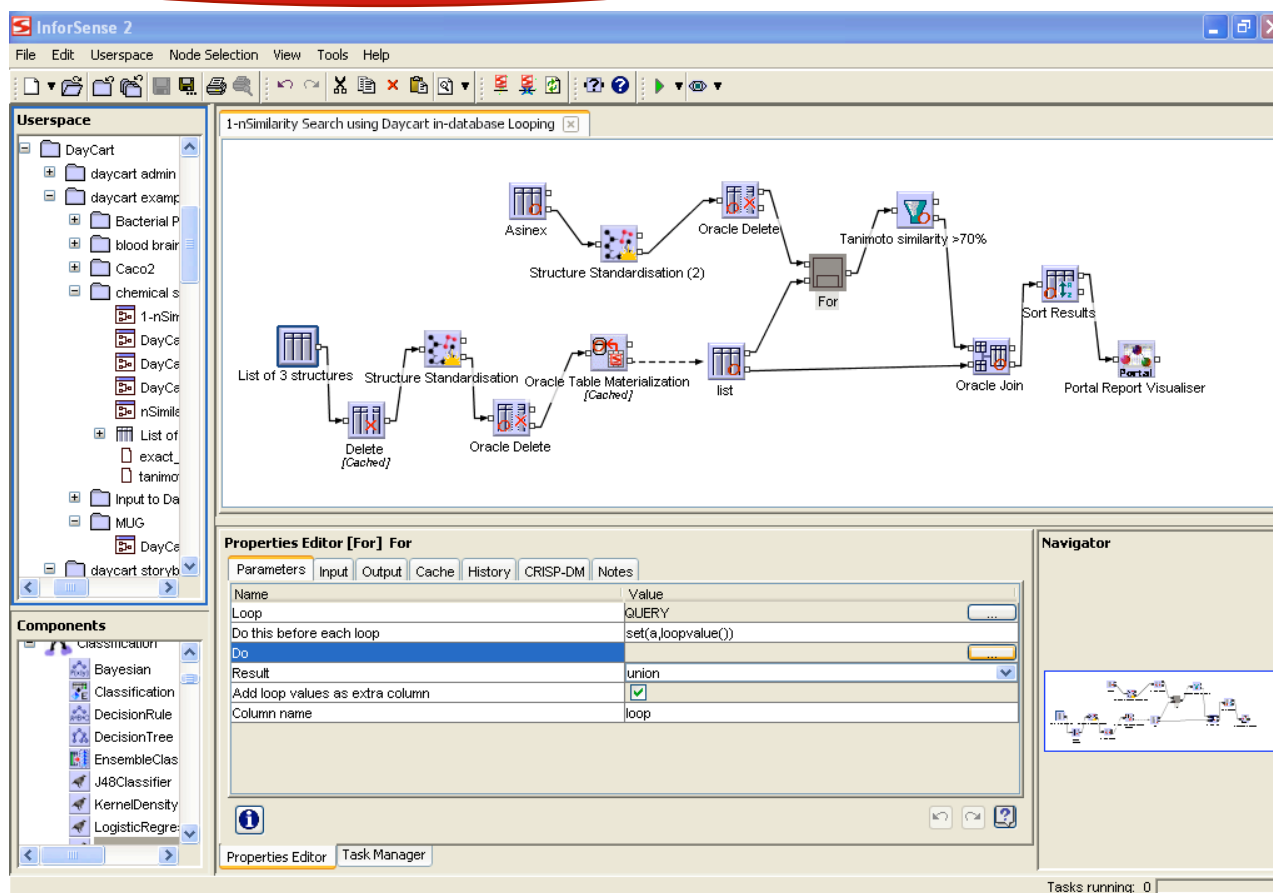 InforSense 2
File Edit Userspace Node Selection View Tools Help
Userspace
DayCart
daycart admin
daycart examp
Bacterial P
blood brair
Caco2
chemical s
1-nSim
DayCa
DayCa
DayCa
nSimila
List of
exact_
tanimo
Input to Da
MUG
DayCa
daycart storyb
Components
Classification
Bayesian
Classification
DecisionRule
DecisionTree
EnsembleClas
J48Classifier
KernelDensity
LogisticRegre
1-nSimilarity Search using Daycart in-database Looping
Asinex
Structure Standardisation (2)
Oracle Delete
Tanimoto similarity >70%
For
Sort Results
List of 3 structures
Structure Standardisation
Oracle Table Materialization
[Cached]
list
Oracle Join
Portal
Portal Report Visualiser
Delete
[Cached]
Oracle Delete
Properties Editor [For] For
Parameters Input Output Cache History CRISP-DM Notes
Name Value
Loop QUERY ...
Do this before each loop set(a,loopvalue())
Do ...
Result union
Add loop values as extra column
Column name loop
Properties Editor Task Manager
Navigator
Tasks running: 0